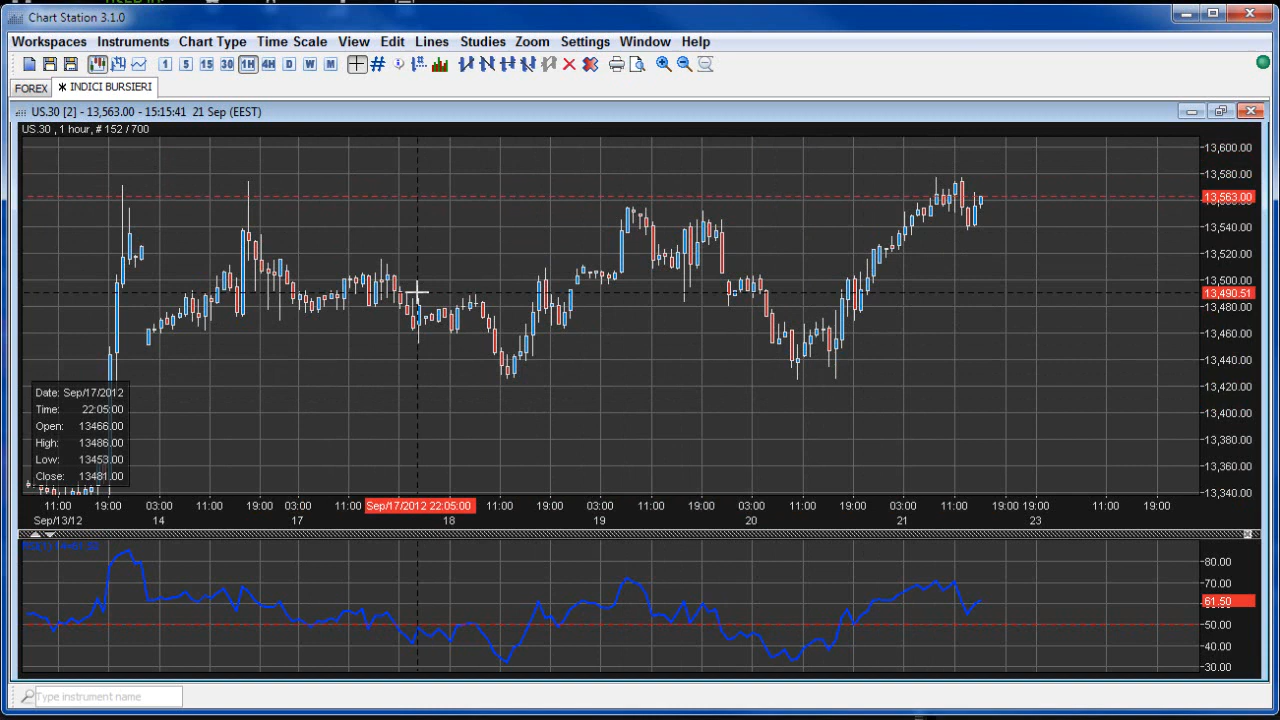 Chart Station 3.1.0
Workspaces Instruments Chart Type Time Scale View Edit Lines Studies Zoom Settings Window Help
1 5 15 30 1H 4H D W M
FOREX * INDICI BURSIERI
US.30 [2] - 13,563.00 - 15:15:41 21 Sep (EEST)
US.30 , 1 hour, # 152 / 700
13,600.00
13,580.00
13,563.00
13,540.00
13,520.00
13,500.00
13,490.51
13,480.00
13,460.00
13,440.00
13,420.00
13,400.00
13,380.00
13,360.00
13,340.00
Date: Sep/17/2012
Time: 22:05:00
Open: 13466.00
High: 13486.00
Low: 13453.00
Close: 13481.00
11:00 19:00 03:00 11:00 19:00 03:00 11:00 Sep/17/2012 22:05:00 11:00 19:00 03:00 11:00 19:00 03:00 11:00 19:00 03:00 11:00 19:00 19:00 11:00 19:00
Sep/13/12 14 17 18 19 20 21 23
80.00
70.00
61.50
50.00
40.00
30.00
Type instrument name